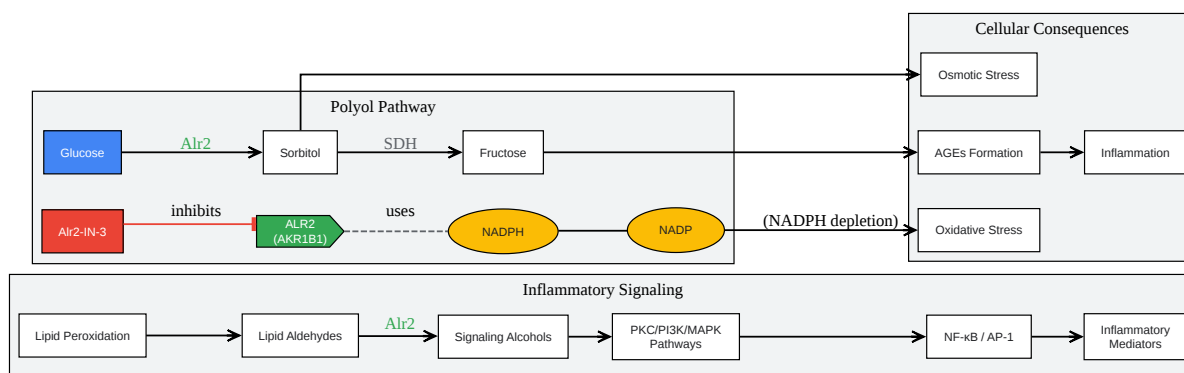 Cellular Consequences
Osmotic Stress
Polyol Pathway
Glucose
Alr2
Sorbitol
SDH
Fructose
AGEs Formation
Inflammation
Alr2-IN-3
inhibits
ALR2
(AKR1B1)
uses
NADPH
NADP
(NADPH depletion)
Oxidative Stress
Inflammatory Signaling
Lipid Peroxidation
Lipid Aldehydes
Alr2
Signaling Alcohols
PKC/PI3K/MAPK
Pathways
NF-κB / AP-1
Inflammatory
Mediators